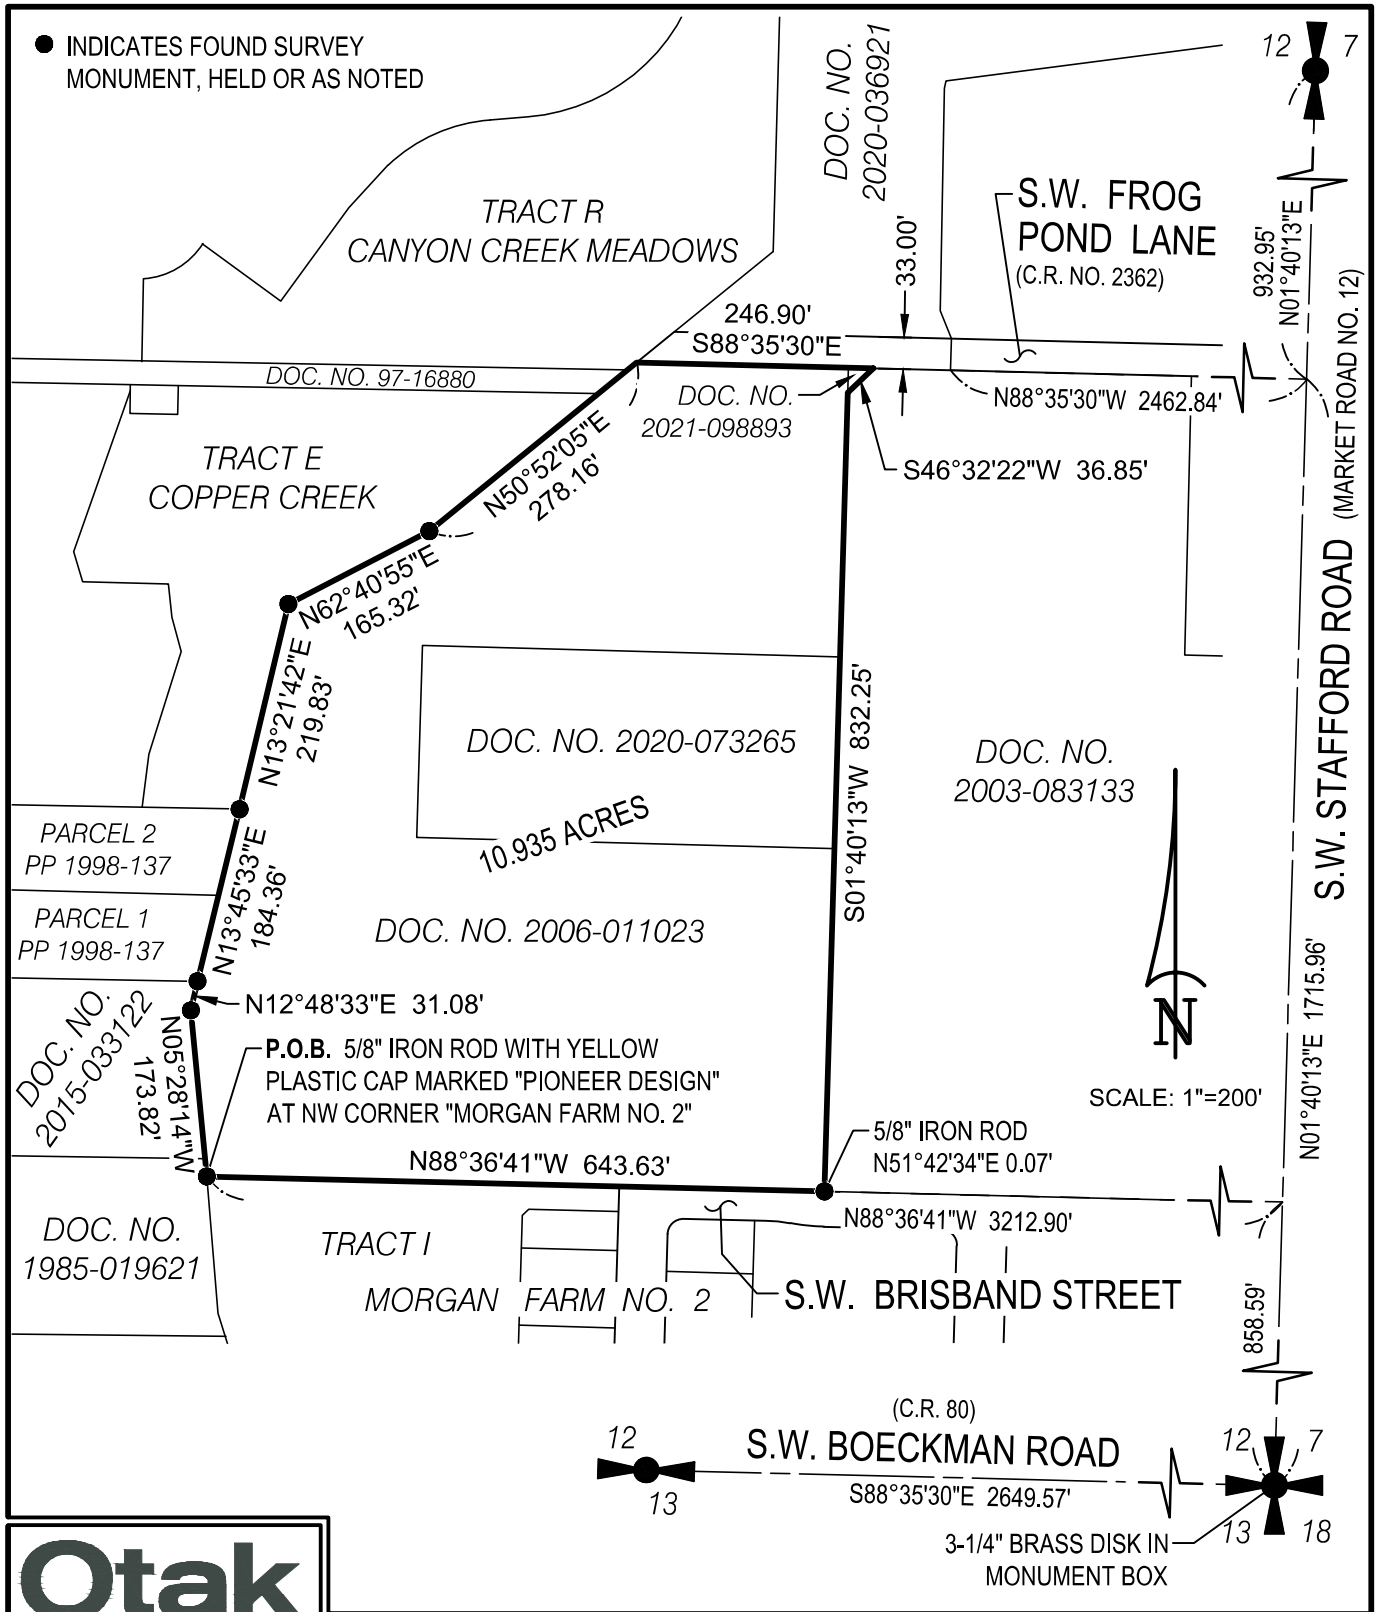 INDICATES FOUND SURVEY
MONUMENT, HELD OR AS NOTED
DOC. NO.
2020-036921
12
7
TRACT R
CANYON CREEK MEADOWS
S.W. FROG
POND LANE
(C.R. NO. 2362)
33.00'
932.95'
N01°40'13"E
246.90'
S88°35'30"E
DOC. NO. 97-16880
DOC. NO.
2021-098893
N88°35'30"W 2462.84'
S.W. STAFFORD ROAD (MARKET ROAD NO. 12)
TRACT E
COPPER CREEK
N50°52'05"E
278.16'
S46°32'22"W 36.85'
N62°40'55"E
165.32'
N13°21'42"E
219.83'
DOC. NO. 2020-073265
S01°40'13"W 832.25'
DOC. NO.
2003-083133
10.935 ACRES
PARCEL 2
PP 1998-137
N13°45'33"E
184.36'
PARCEL 1
PP 1998-137
DOC. NO. 2006-011023
DOC. NO.
2015-033122
N12°48'33"E 31.08'
N05°28'14"W
173.82'
P.O.B. 5/8" IRON ROD WITH YELLOW
PLASTIC CAP MARKED "PIONEER DESIGN"
AT NW CORNER "MORGAN FARM NO. 2"
N
SCALE: 1"=200'
N01°40'13"E 1715.96'
5/8" IRON ROD
N51°42'34"E 0.07'
N88°36'41"W 643.63'
N88°36'41"W 3212.90'
DOC. NO.
1985-019621
TRACT I
MORGAN FARM NO. 2
S.W. BRISBAND STREET
858.59'
(C.R. 80)
S.W. BOECKMAN ROAD
S88°35'30"E 2649.57'
12
13
12
7
13
18
3-1/4" BRASS DISK IN
MONUMENT BOX
Otak